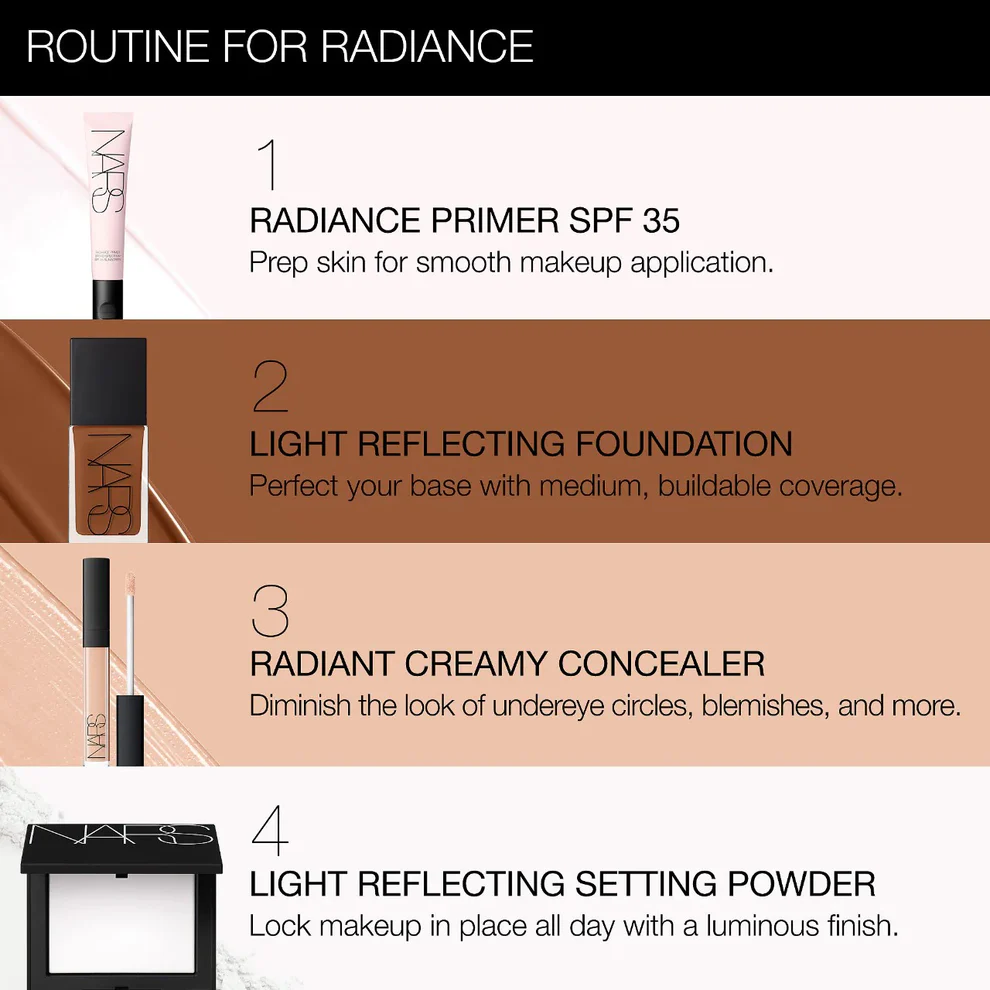 ROUTINE FOR RADIANCE
NARS
1
RADIANCE PRIMER SPF 35
Prep skin for smooth makeup application.
NARS
2
LIGHT REFLECTING FOUNDATION
Perfect your base with medium, buildable coverage.
NARS
3
RADIANT CREAMY CONCEALER
Diminish the look of undereye circles, blemishes, and more.
NARS
4
LIGHT REFLECTING SETTING POWDER
Lock makeup in place all day with a luminous finish.